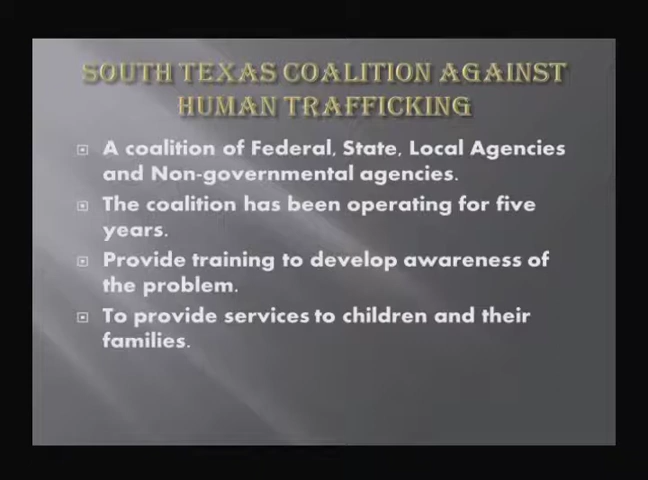 SOUTH TEXAS COALITION AGAINST
HUMAN TRAFFICKING
A coalition of Federal, State, Local Agencies
and Non-governmental agencies.
The coalition has been operating for five
years.
Provide training to develop awareness of
the problem.
To provide services to children and their
families.